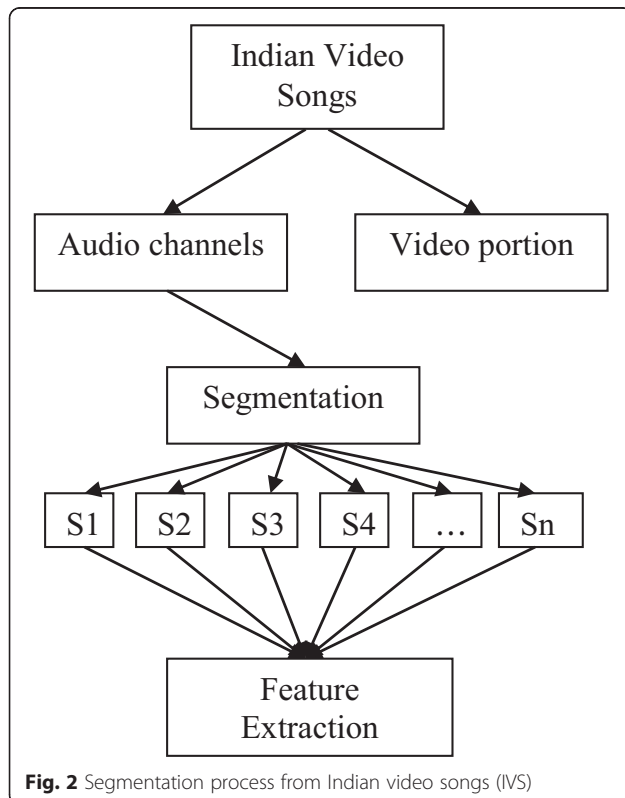 Indian Video
Songs
Audio channels
Video portion
Segmentation
S1 S2 S3 S4 ... Sn
Feature
Extraction
Fig. 2 Segmentation process from Indian video songs (IVS)